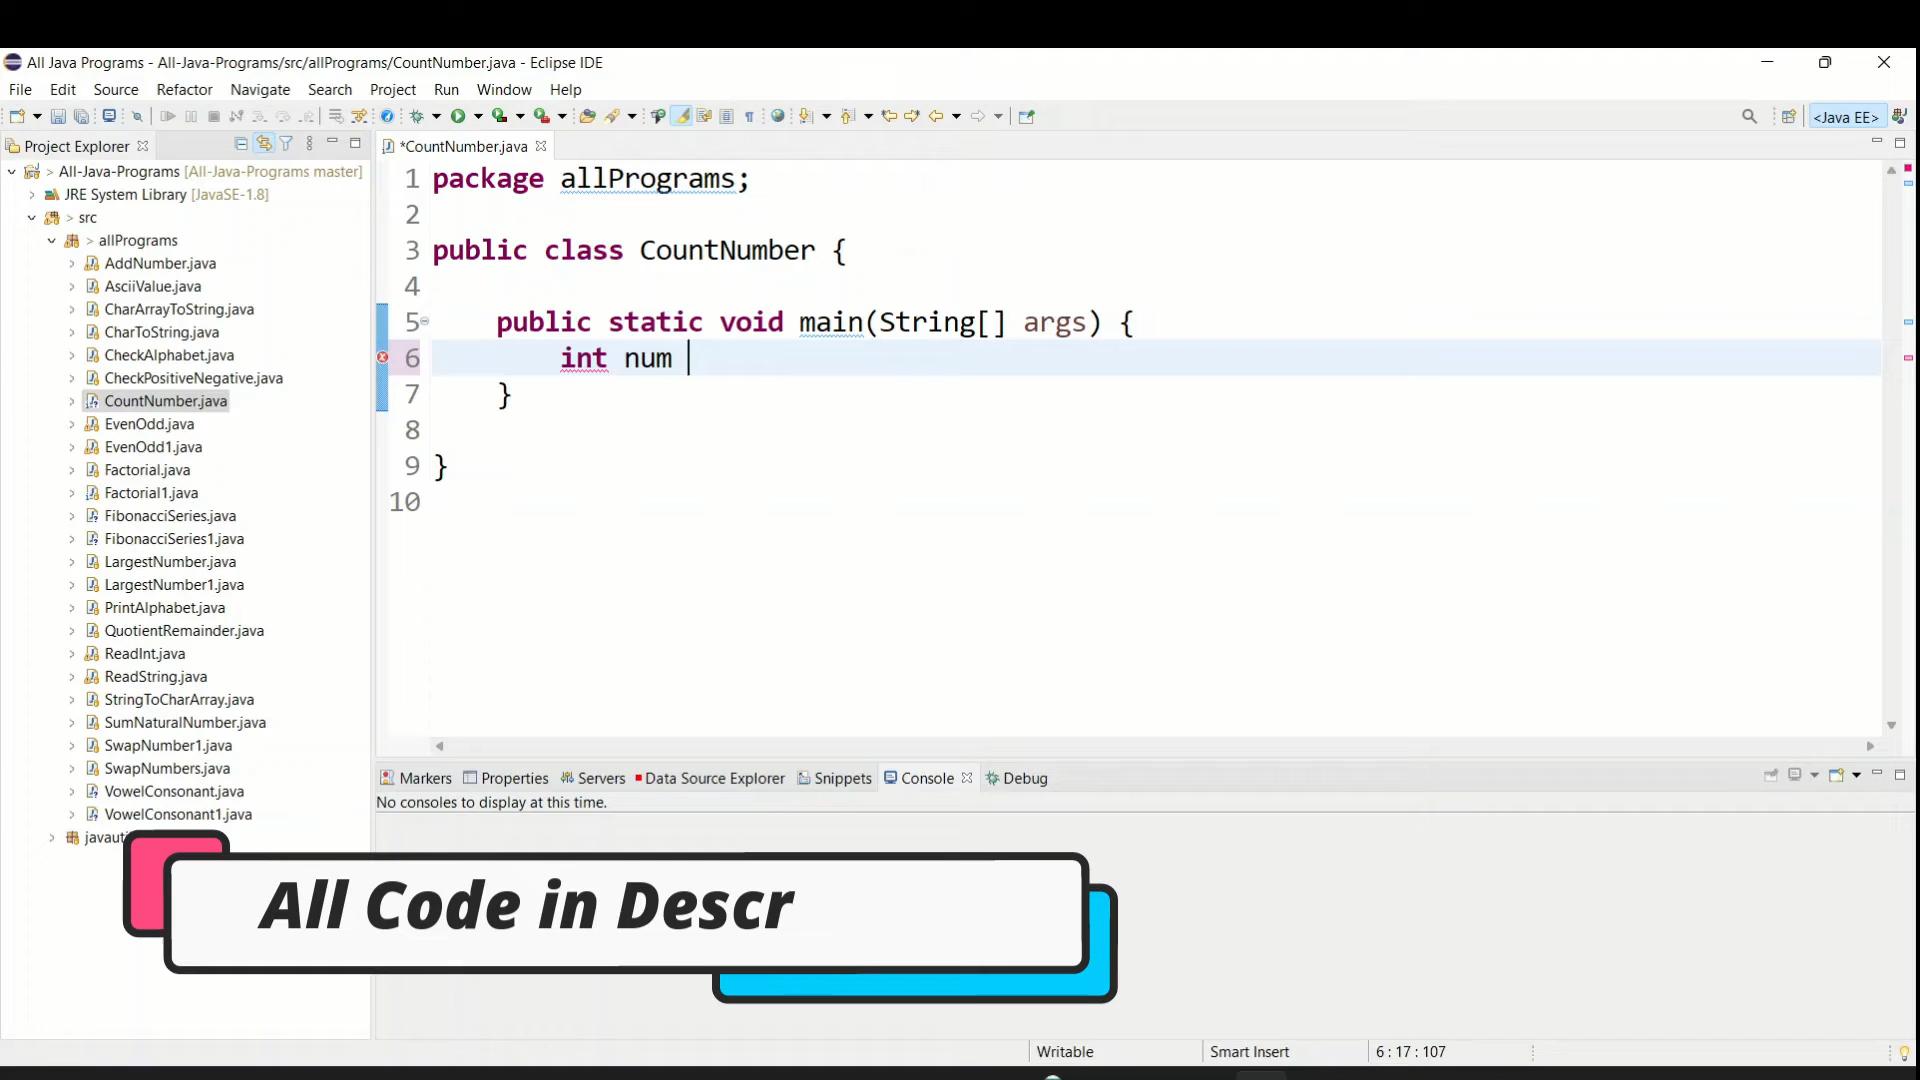 All Java Programs - All-Java-Programs/src/allPrograms/CountNumber.java - Eclipse IDE
File Edit Source Refactor Navigate Search Project Run Window Help
<Java EE>
Project Explorer
*CountNumber.java
> All-Java-Programs [All-Java-Programs master]
JRE System Library [JavaSE-1.8]
> src
> allPrograms
AddNumber.java
AsciiValue.java
CharArrayToString.java
CharToString.java
CheckAlphabet.java
CheckPositiveNegative.java
CountNumber.java
EvenOdd.java
EvenOdd1.java
Factorial.java
Factorial1.java
FibonacciSeries.java
FibonacciSeries1.java
LargestNumber.java
LargestNumber1.java
PrintAlphabet.java
QuotientRemainder.java
ReadInt.java
ReadString.java
StringToCharArray.java
SumNaturalNumber.java
SwapNumber1.java
SwapNumbers.java
VowelConsonant.java
VowelConsonant1.java
javauti
1 package allPrograms;
2
3 public class CountNumber {
4
5 public static void main(String[] args) {
6 int num
7 }
8
9 }
10
Markers Properties Servers Data Source Explorer Snippets Console Debug
No consoles to display at this time.
All Code in Descr
Writable Smart Insert 6 : 17 : 107